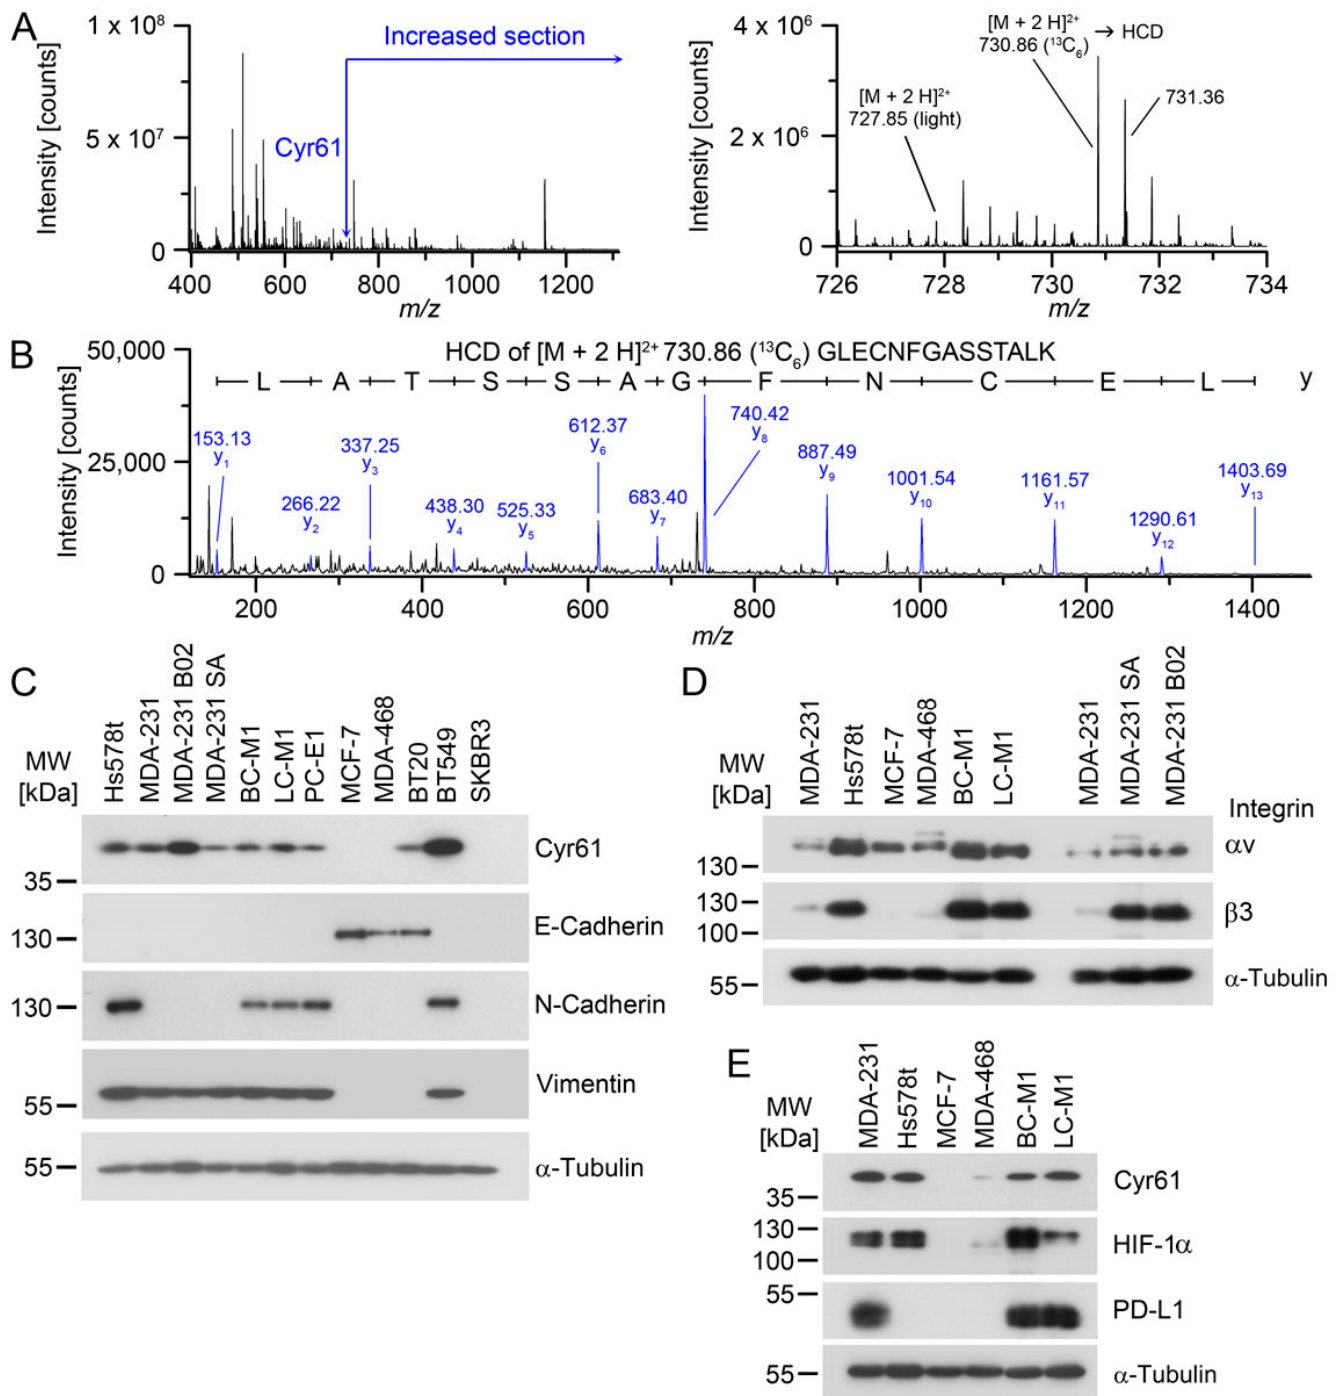 A
1 x 10⁸
5 x 10⁷
0
Intensity [counts]
Increased section
Cyr61
400 600 800 1000 1200
m/z
4 x 10⁶
2 x 10⁶
0
Intensity [counts]
[M + 2 H]²⁺
730.86 (¹³C₆) → HCD
[M + 2 H]²⁺
727.85 (light)
731.36
726 728 730 732 734
m/z
B
HCD of [M + 2 H]²⁺ 730.86 (¹³C₆) GLECNFGASSTALK
L A T S S A G F N C E L y
50,000
25,000
0
Intensity [counts]
153.13
y₁
266.22
y₂
337.25
y₃
438.30
y₄
525.33
y₅
612.37
y₆
683.40
y₇
740.42
y₈
887.49
y₉
1001.54
y₁₀
1161.57
y₁₁
1290.61
y₁₂
1403.69
y₁₃
200 400 600 800 1000 1200 1400
m/z
C
MW
[kDa]
Hs578t
MDA-231
MDA-231 B02
MDA-231 SA
BC-M1
LC-M1
PC-E1
MCF-7
MDA-468
BT20
BT549
SKBR3
35
Cyr61
130
E-Cadherin
130
N-Cadherin
55
Vimentin
55
α-Tubulin
D
MW
[kDa]
MDA-231
Hs578t
MCF-7
MDA-468
BC-M1
LC-M1
MDA-231
MDA-231 SA
MDA-231 B02
Integrin
130
αv
130
100
β3
55
α-Tubulin
E
MW
[kDa]
MDA-231
Hs578t
MCF-7
MDA-468
BC-M1
LC-M1
35
Cyr61
130
100
HIF-1α
55
PD-L1
55
α-Tubulin